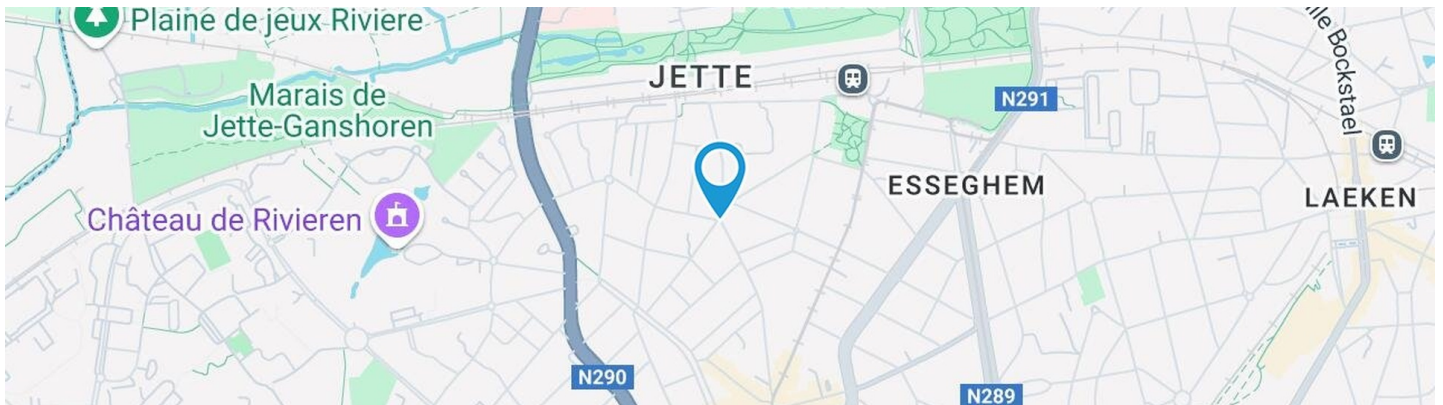 Plaine de jeux Riviere
Marais de
Jette-Ganshoren
Château de Rivieren
JETTE
N291
ESSEGHEM
Bockstael
LAEKEN
N290
N289